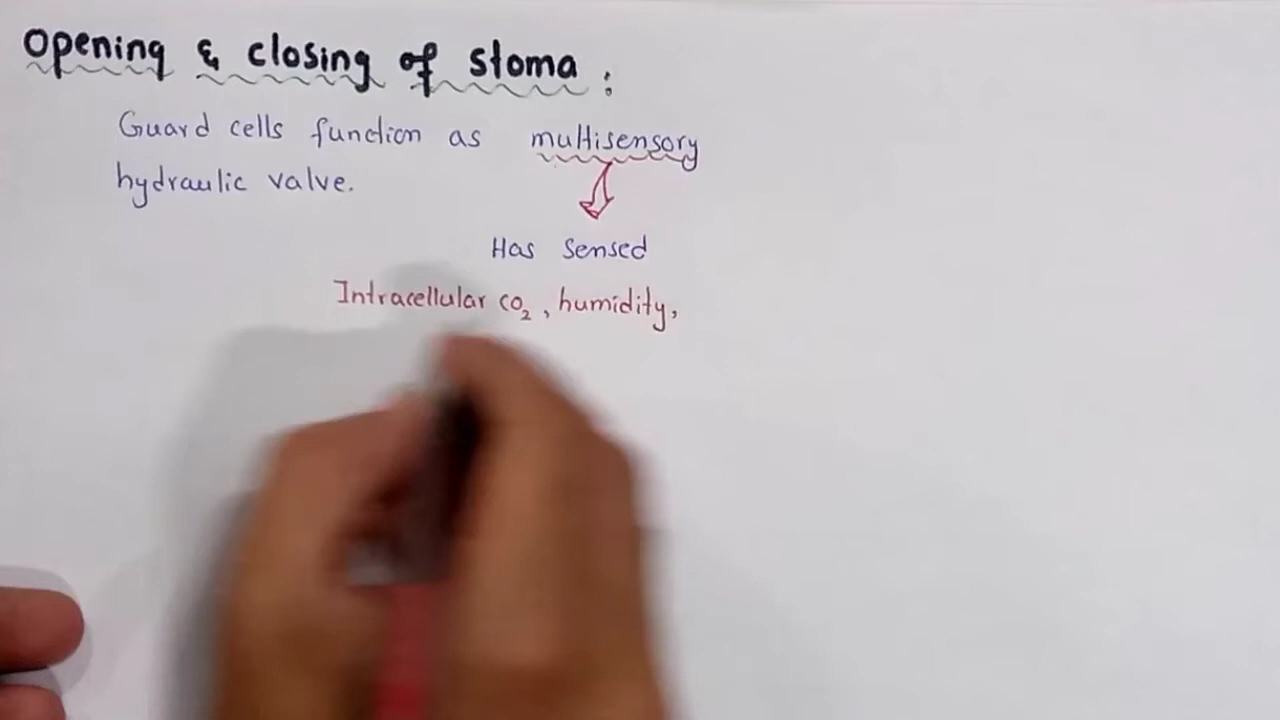 Opening & closing of stoma :
Guard cells function as multisensory
hydraulic valve.
Has sensed
Intracellular CO₂, humidity,